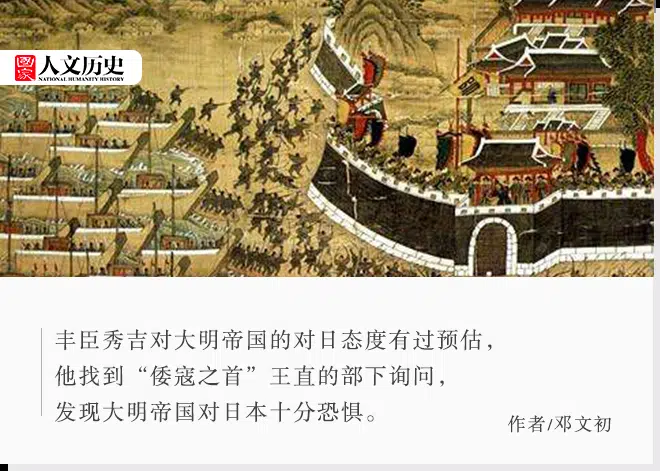 國家人文历史
NATIONAL HUMANITY HISTORY
丰臣秀吉对大明帝国的对日态度有过预估，
他找到“倭寇之首”王直的部下询问，
发现大明帝国对日本十分恐惧。
作者/邓文初